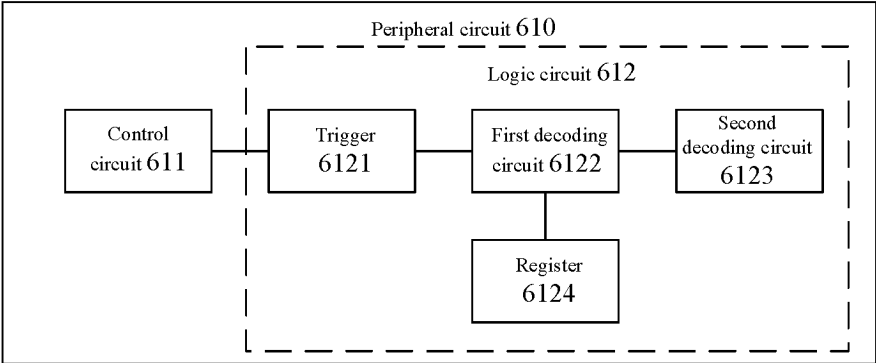 Peripheral circuit 610
Logic circuit 612
Control
circuit 611
Trigger
6121
First decoding
circuit 6122
Second
decoding circuit
6123
Register
6124